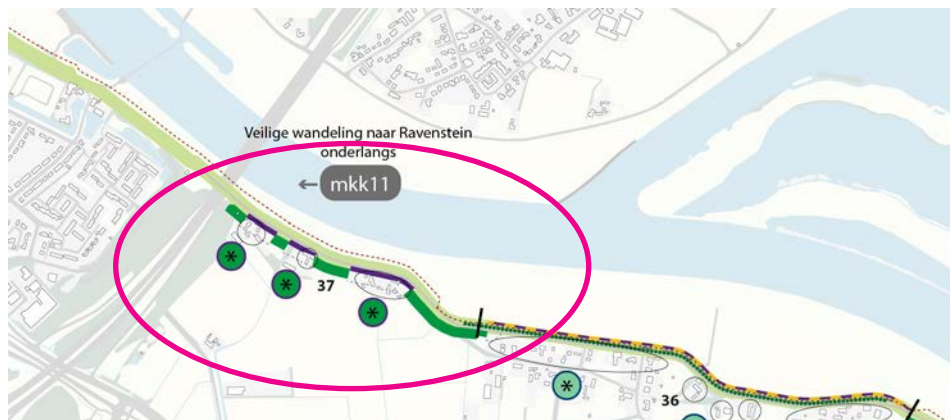 Veilige wandeling naar Ravenstein
onderlangs
← mkk11
37
*
*
*
*
36